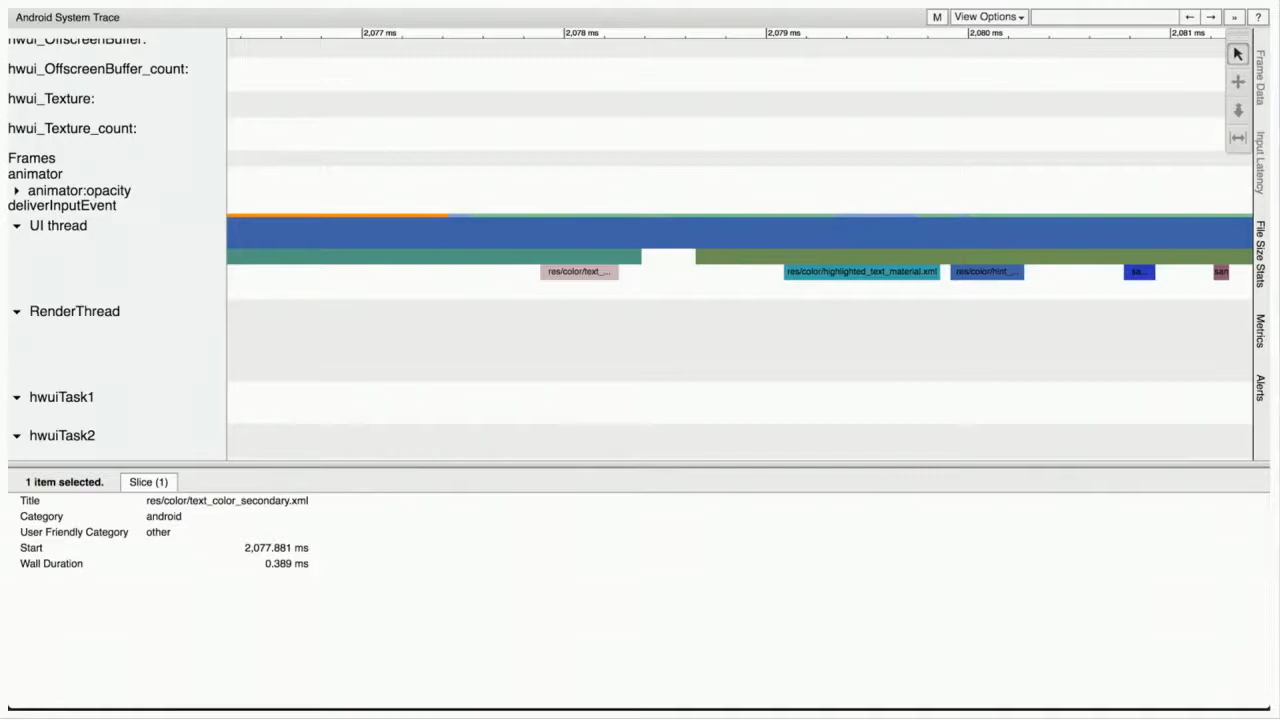 Android System Trace
M
View Options
← → » ?
2,077 ms 2,078 ms 2,079 ms 2,080 ms 2,081 ms
hwui_OffscreenBuffer:
hwui_OffscreenBuffer_count:
hwui_Texture:
hwui_Texture_count:
Frames
animator
animator:opacity
deliverInputEvent
UI thread
res/color/text_... res/color/highlighted_text_material.xml res/color/hint_... sa... san
RenderThread
hwuiTask1
hwuiTask2
Frame Data
Input Latency
File Size Stats
Metrics
Alerts
1 item selected. Slice (1)
Title res/color/text_color_secondary.xml
Category android
User Friendly Category other
Start 2,077.881 ms
Wall Duration 0.389 ms